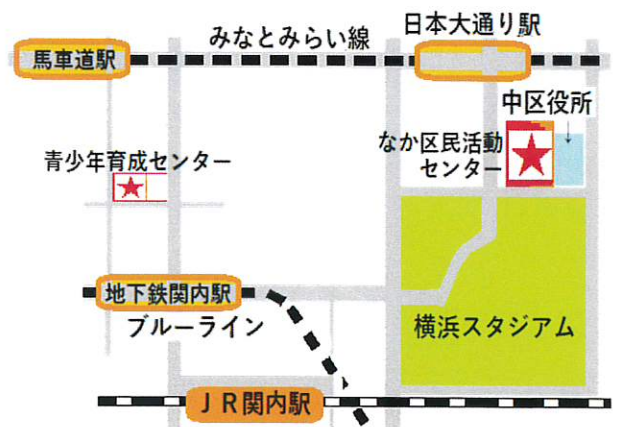 みなとみらい線
日本大通り駅
馬車道駅
中区役所
なか区民活動
センター
青少年育成センター
地下鉄関内駅
ブルーライン
横浜スタジアム
JR関内駅